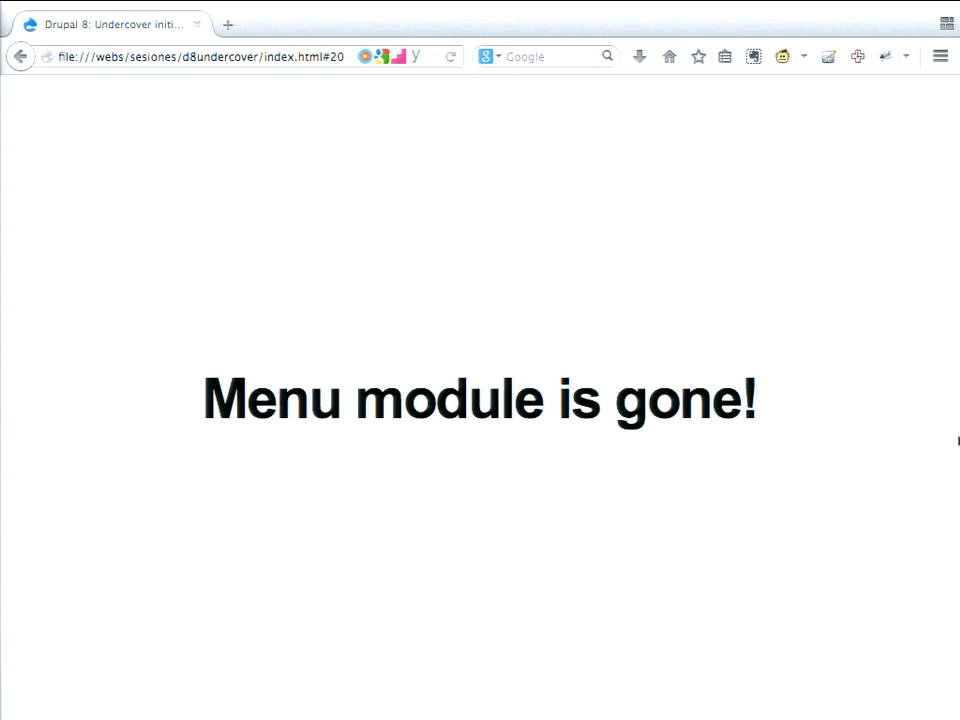 Drupal 8: Undercover initi...
file:///webs/sesiones/d8undercover/index.html#20
Google
Menu module is gone!